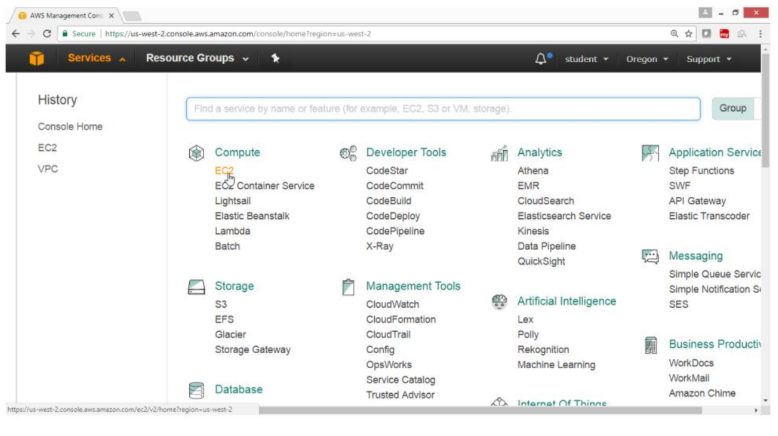 AWS Management Cons
Secure | https://us-west-2.console.aws.amazon.com/console/home?region=us-west-2
Services Resource Groups student Oregon Support
History
Console Home
EC2
VPC
Find a service by name or feature (for example, EC2, S3 or VM, storage).
Group
Compute
EC2
EC2 Container Service
Lightsail
Elastic Beanstalk
Lambda
Batch
Storage
S3
EFS
Glacier
Storage Gateway
Database
Developer Tools
CodeStar
CodeCommit
CodeBuild
CodeDeploy
CodePipeline
X-Ray
Management Tools
CloudWatch
CloudFormation
CloudTrail
Config
OpsWorks
Service Catalog
Trusted Advisor
Analytics
Athena
EMR
CloudSearch
Elasticsearch Service
Kinesis
Data Pipeline
QuickSight
Artificial Intelligence
Lex
Polly
Rekognition
Machine Learning
Internet Of Things
Application Service
Step Functions
SWF
API Gateway
Elastic Transcoder
Messaging
Simple Queue Servic
Simple Notification Se
SES
Business Productiv
WorkDocs
WorkMail
Amazon Chime
https://us-west-2.console.aws.amazon.com/ec2/v2/home?region=us-west-2